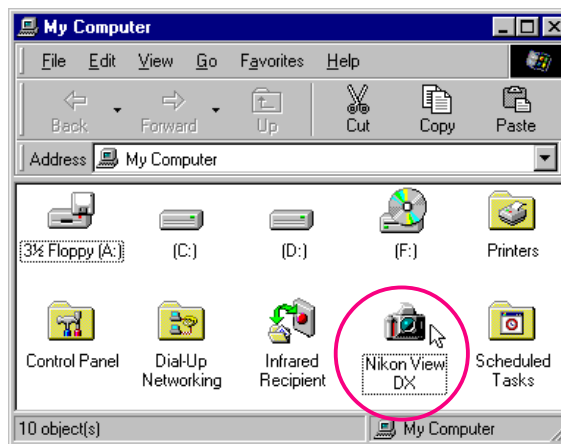 My Computer
File Edit View Go Favorites Help
Back Forward Up Cut Copy Paste
Address My Computer
3½ Floppy (A:) (C:) (D:) (F:) Printers
Control Panel Dial-Up Networking Infrared Recipient Nikon View DX Scheduled Tasks
10 object(s) My Computer